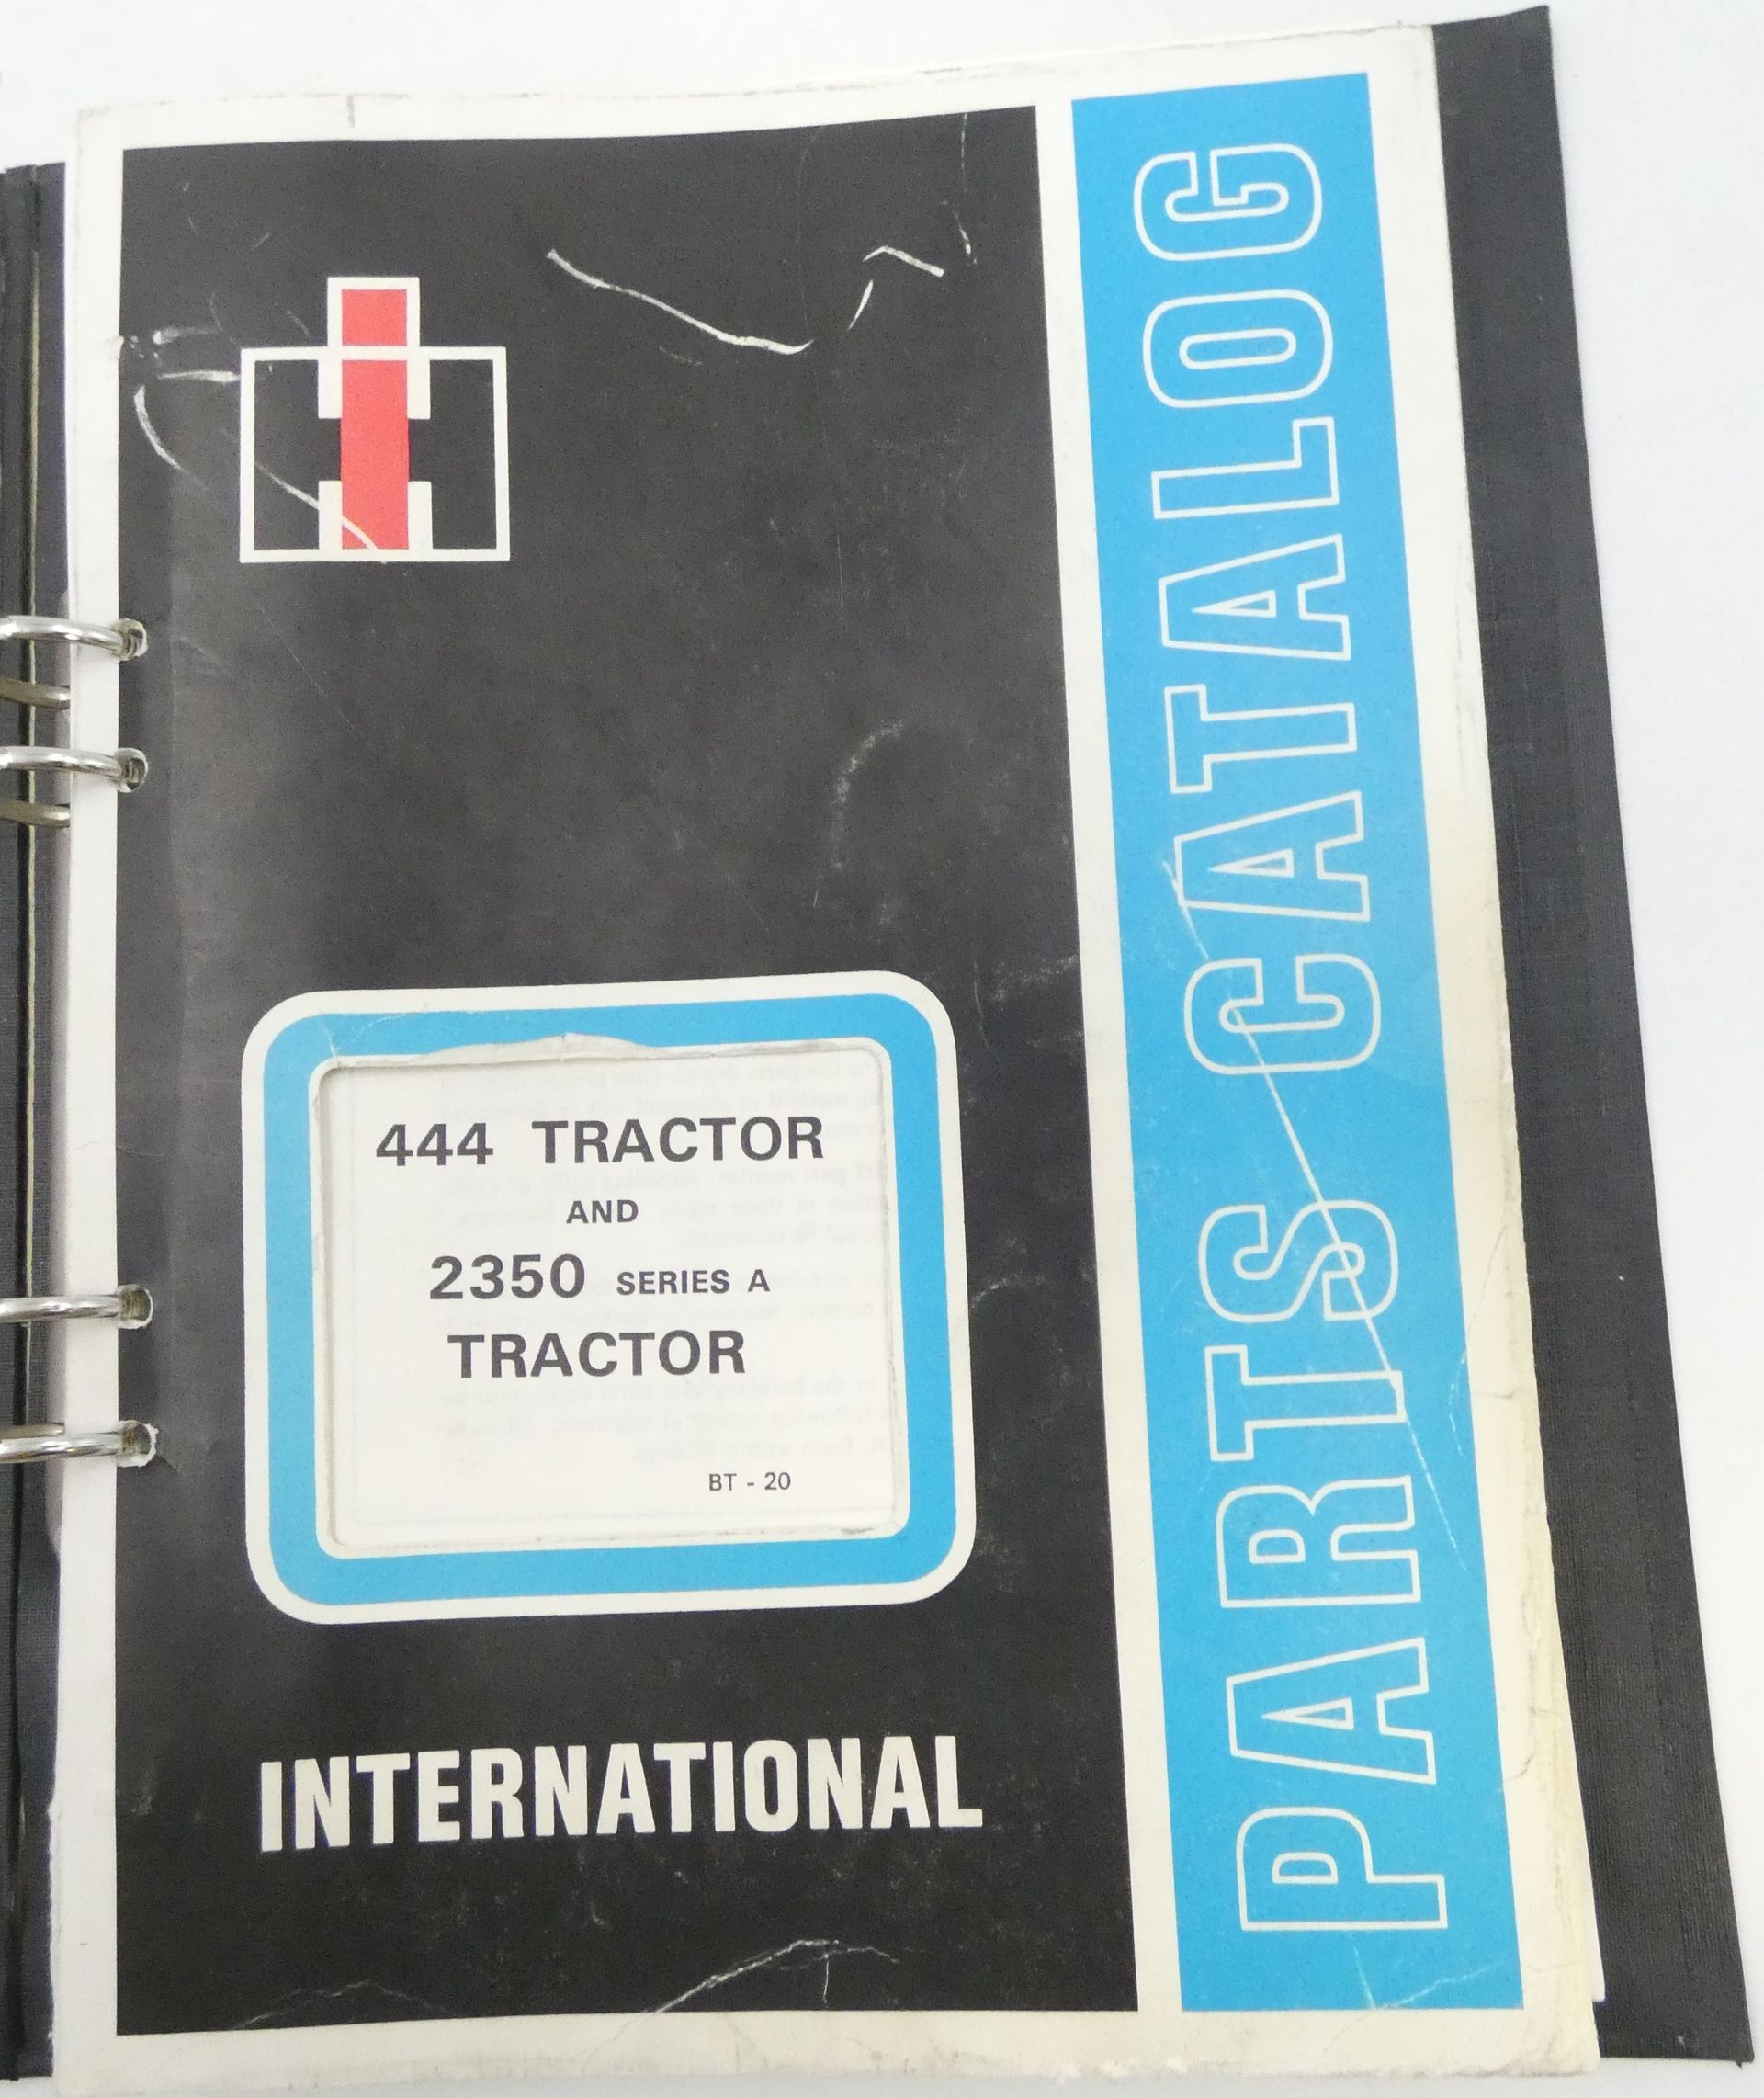 444 TRACTOR
AND
2350 SERIES A
TRACTOR
BT - 20
INTERNATIONAL
PARTS CATALOG